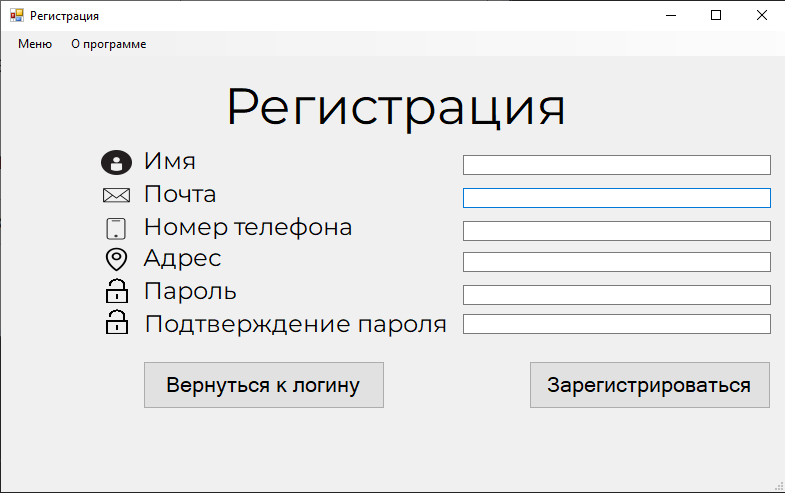 Регистрация
Меню О программе
Регистрация
Имя
Почта
Номер телефона
Адрес
Пароль
Подтверждение пароля
Вернуться к логину Зарегистрироваться